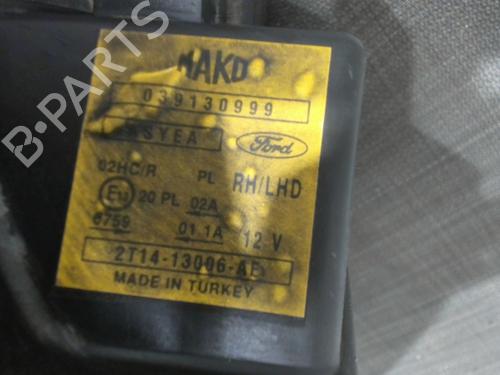 MAKO
039130999
SYEA
Ford
02HC/R PL RH/LHD
20 PL 02A
6759 01 1A 12 V
2T14-13006-AE
MADE IN TURKEY
B-PARTS